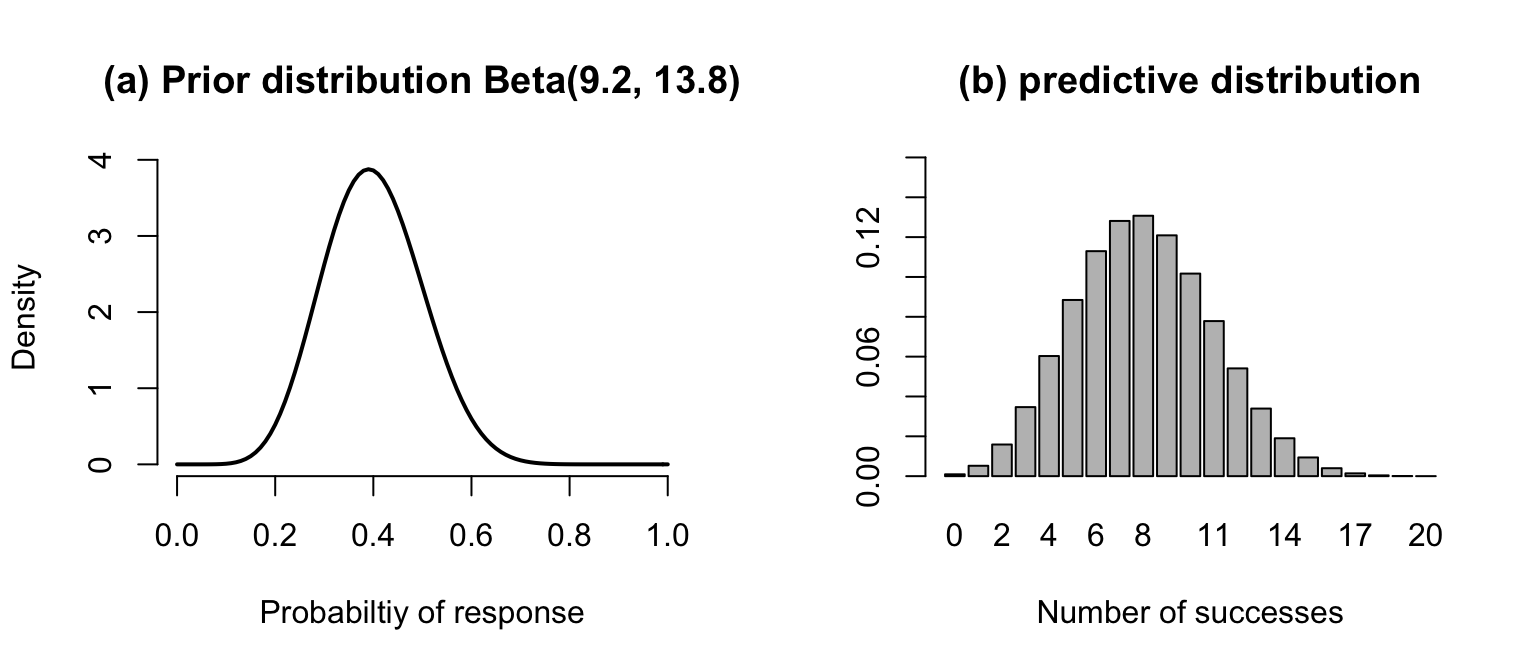 (a) Prior distribution Beta(9.2, 13.8)
Density
4
3
2
1
0
0.0 0.2 0.4 0.6 0.8 1.0
Probabiltiy of response
(b) predictive distribution
0.12
0.06
0.00
0 2 4 6 8 11 14 17 20
Number of successes